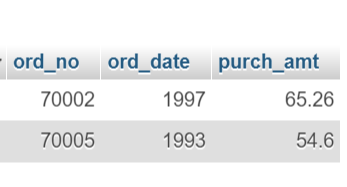 ord_no ord_date purch_amt
70002 1997 65.26
70005 1993 54.6